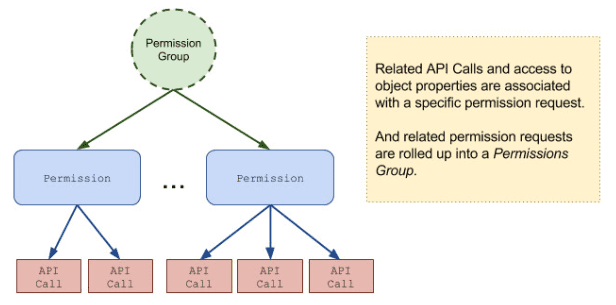 Permission
Group
Related API Calls and access to
object properties are associated
with a specific permission request.
And related permission requests
are rolled up into a Permissions
Group.
Permission
...
Permission
API
Call
API
Call
API
Call
API
Call
API
Call